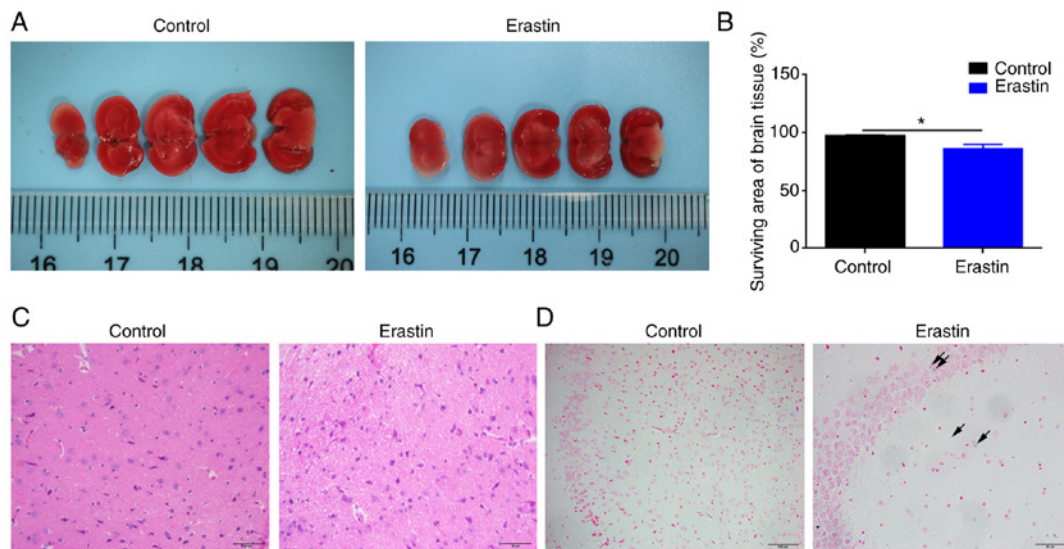 A
Control
Erastin
16 17 18 19 20
16 17 18 19 20
B
Surviving area of brain tissue (%)
150
100
50
0
Control
Erastin
*
Control
Erastin
C
Control
Erastin
D
Control
Erastin